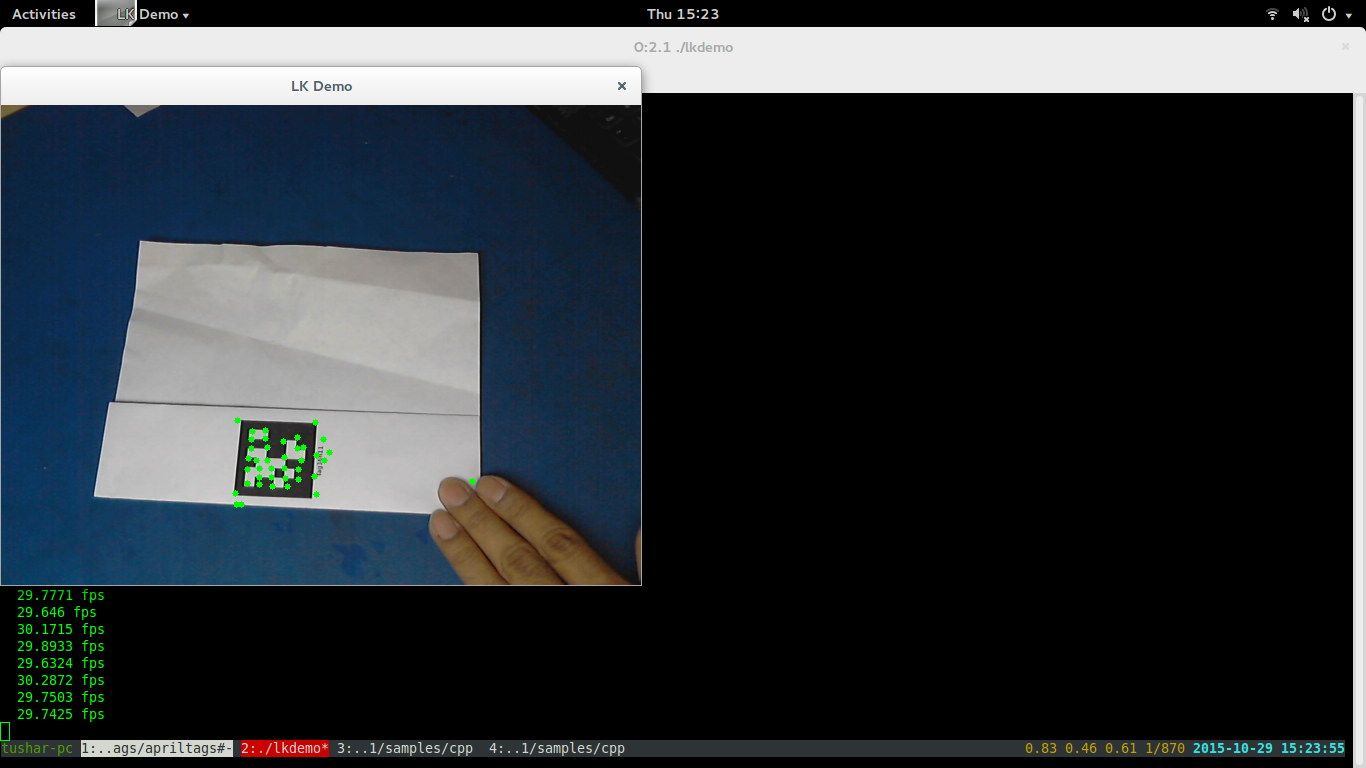 Activities LK Demo Thu 15:23
0:2.1 ./lkdemo
LK Demo
29.7771 fps
29.646 fps
30.1715 fps
29.8933 fps
29.6324 fps
30.2872 fps
29.7503 fps
29.7425 fps
tushar-pc 1:..ags/apriltags#- 2:./lkdemo* 3:..1/samples/cpp 4:..1/samples/cpp 0.83 0.46 0.61 1/870 2015-10-29 15:23:55